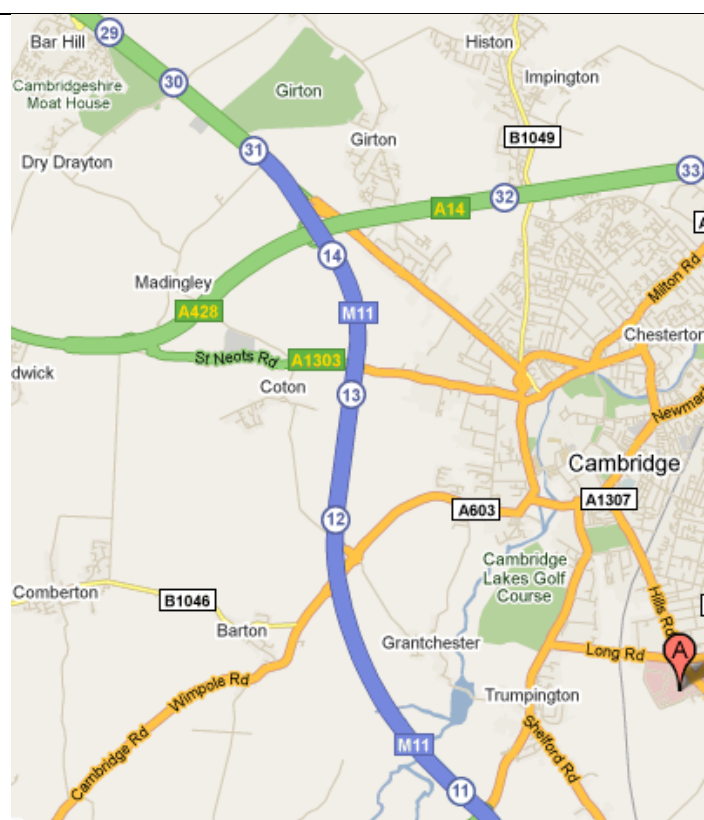 29
Bar Hill
Histon
30
Impington
Cambridgeshire
Moat House
Girton
Girton
B1049
31
Dry Drayton
33
32
A14
14
Madingley
Milton Rd
A428
M11
Chesterton
St Neots Rd
A1303
dwick
Coton
13
Newmar
Cambridge
A1307
A603
12
Cambridge
Lakes Golf
Course
Comberton
B1046
Hills Rd
Barton
Grantchester
Long Rd
A
Wimpole Rd
Trumpington
Cambridge Rd
Shelford Rd
M11
11